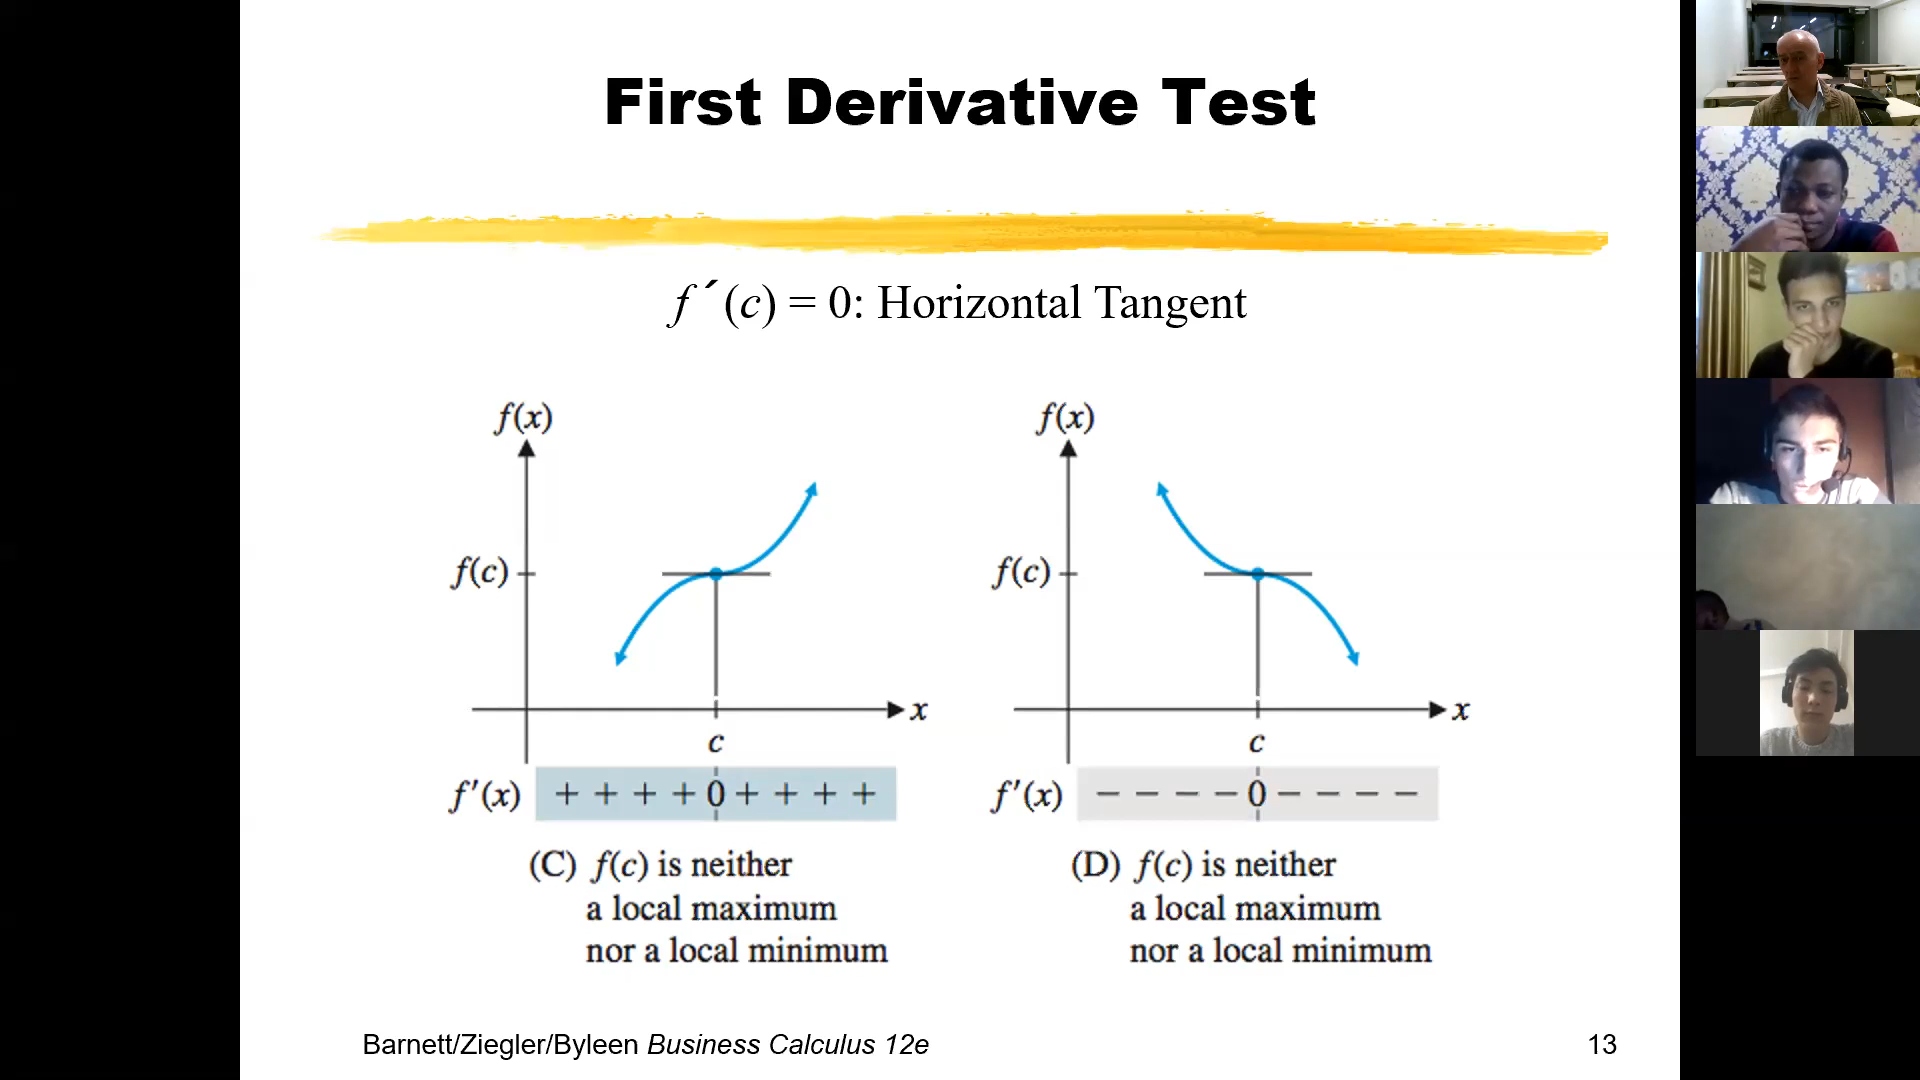 First Derivative Test
f ´(c) = 0: Horizontal Tangent
f(x)
f(c)
x
c
f′(x) + + + + 0 + + + +
(C) f(c) is neither
a local maximum
nor a local minimum
f(x)
f(c)
x
c
f′(x) − − − − 0 − − − −
(D) f(c) is neither
a local maximum
nor a local minimum
Barnett/Ziegler/Byleen Business Calculus 12e
13